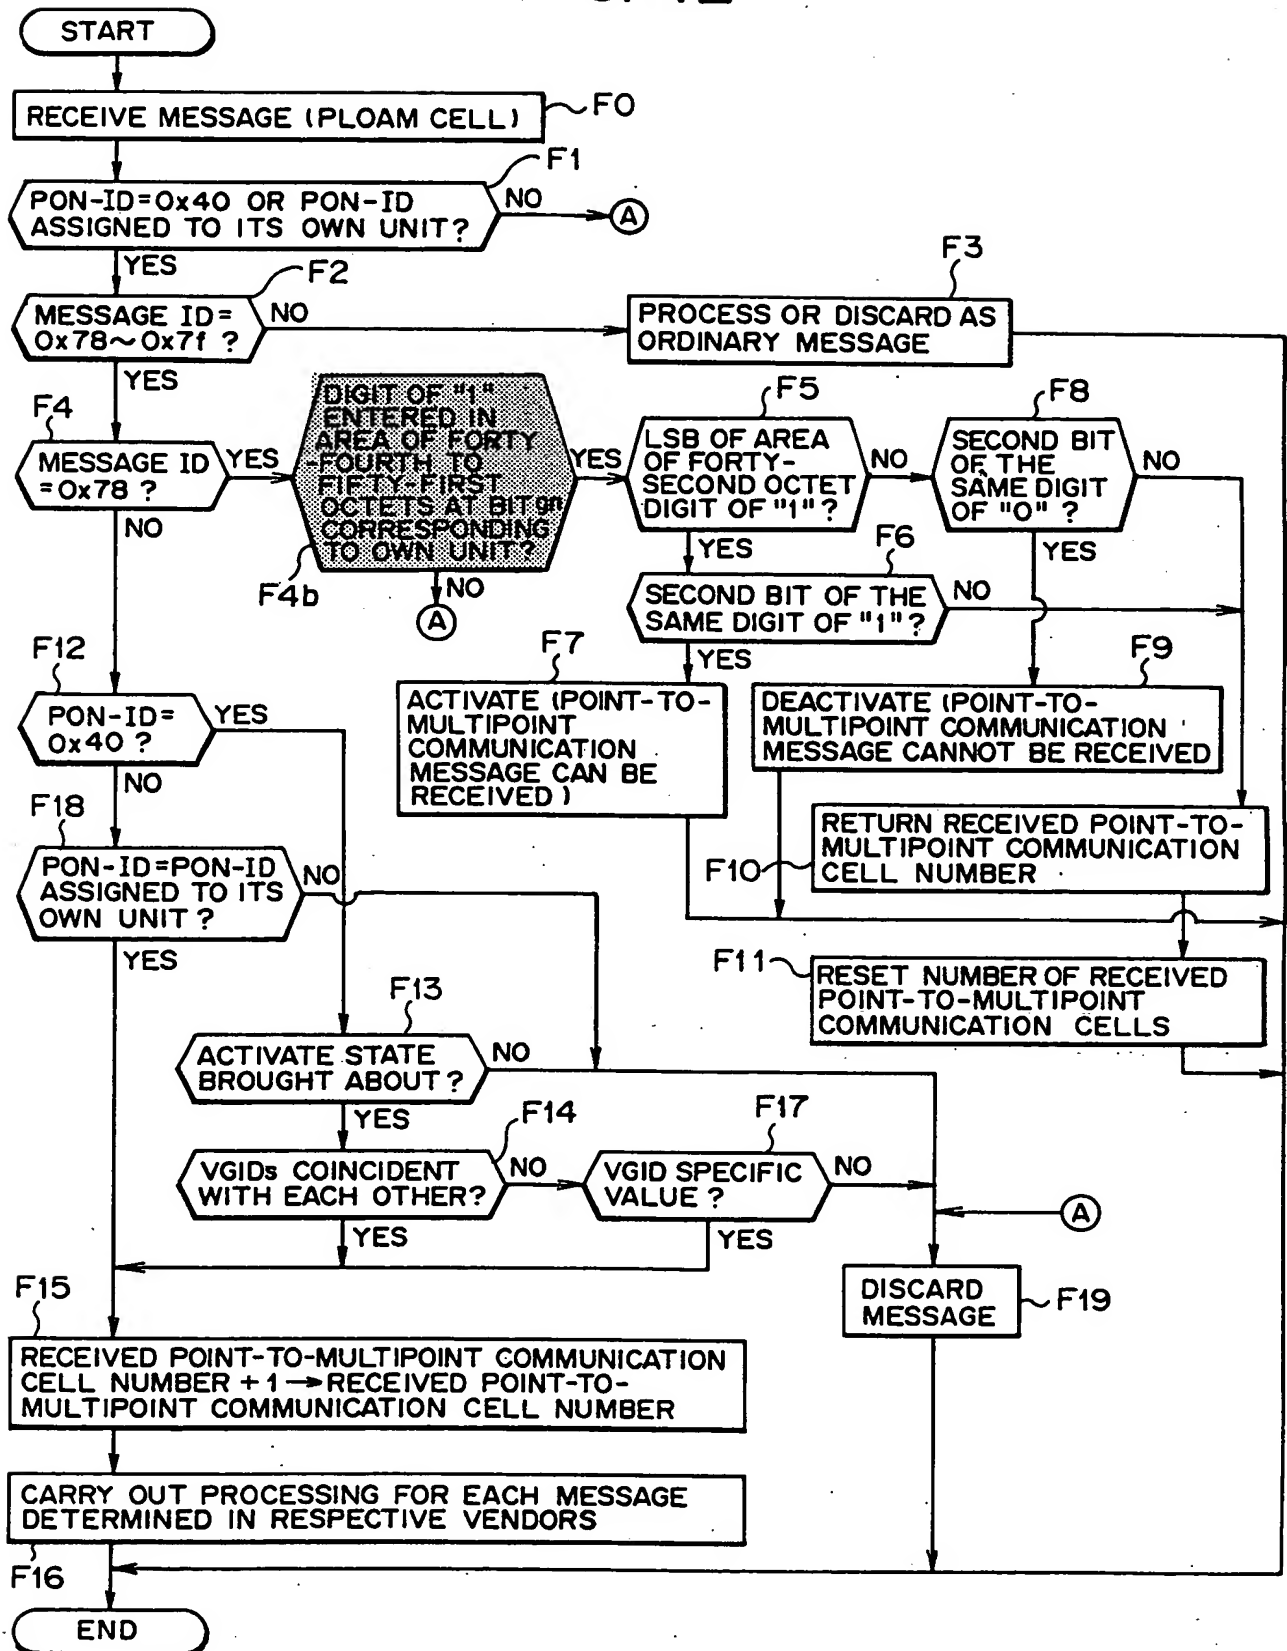 START
RECEIVE MESSAGE (PLOAM CELL)
F0
F1
PON-ID=0x40 OR PON-ID
ASSIGNED TO ITS OWN UNIT?
NO
A
YES
F2
MESSAGE ID=
0x78~0x7f ?
NO
F3
PROCESS OR DISCARD AS
ORDINARY MESSAGE
YES
F4
MESSAGE ID
=0x78 ?
YES
DIGIT OF "1"
ENTERED IN
AREA OF FORTY
-FOURTH TO
FIFTY-FIRST
OCTETS AT BIT gn
CORRESPONDING
TO OWN UNIT?
F4b
YES
NO
A
F5
LSB OF AREA
OF FORTY-
SECOND OCTET
DIGIT OF "1"?
NO
F8
SECOND BIT
OF THE
SAME DIGIT
OF "0" ?
NO
YES
YES
F6
SECOND BIT OF THE
SAME DIGIT OF "1"?
NO
YES
NO
F7
ACTIVATE (POINT-TO-
MULTIPOINT
COMMUNICATION
MESSAGE CAN BE
RECEIVED)
F9
DEACTIVATE (POINT-TO-
MULTIPOINT COMMUNICATION
MESSAGE CANNOT BE RECEIVED
F12
PON-ID=
0x40 ?
YES
NO
F10
RETURN RECEIVED POINT-TO-
MULTIPOINT COMMUNICATION
CELL NUMBER
F18
PON-ID=PON-ID
ASSIGNED TO ITS
OWN UNIT ?
NO
YES
F11
RESET NUMBER OF RECEIVED
POINT-TO-MULTIPOINT
COMMUNICATION CELLS
F13
ACTIVATE STATE
BROUGHT ABOUT?
NO
YES
F14
VGIDs COINCIDENT
WITH EACH OTHER?
NO
F17
VGID SPECIFIC
VALUE ?
NO
YES
YES
A
F19
DISCARD
MESSAGE
F15
RECEIVED POINT-TO-MULTIPOINT COMMUNICATION
CELL NUMBER +1→RECEIVED POINT-TO-
MULTIPOINT COMMUNICATION CELL NUMBER
CARRY OUT PROCESSING FOR EACH MESSAGE
DETERMINED IN RESPECTIVE VENDORS
F16
END